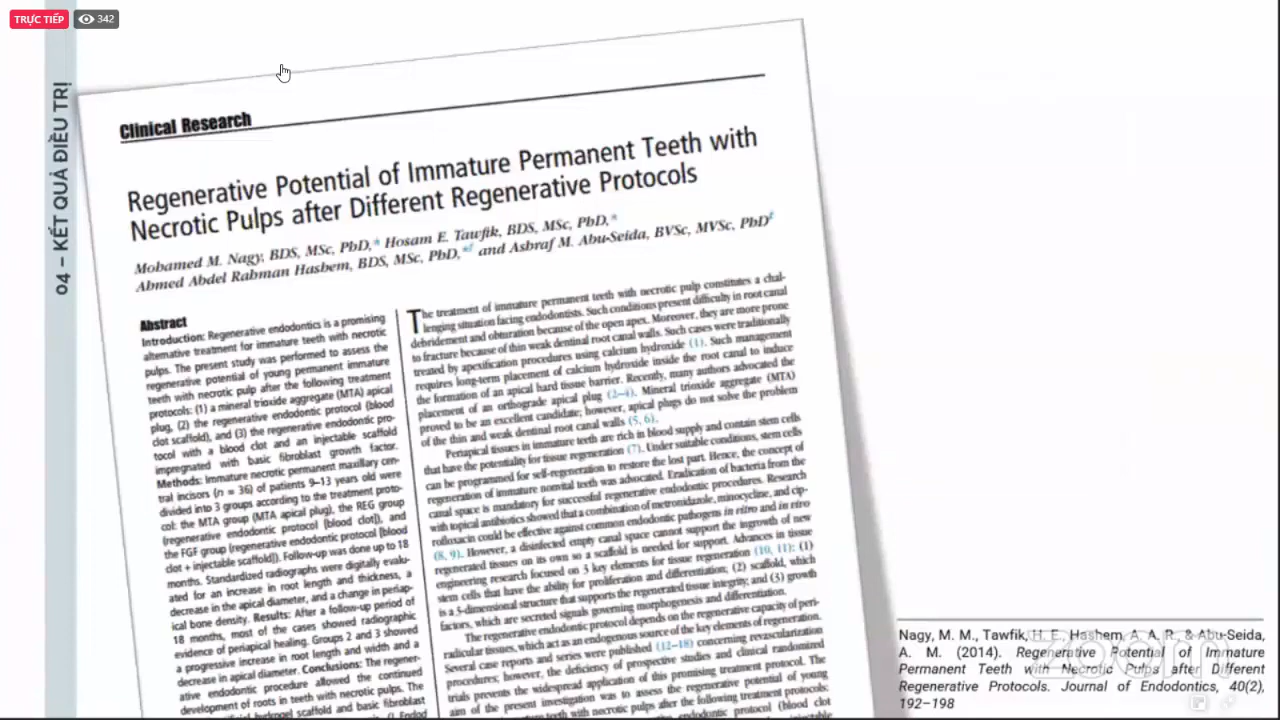 TRỰC TIẾP
342
04 – KẾT QUẢ ĐIỀU TRỊ
Clinical Research
Regenerative Potential of Immature Permanent Teeth with
Necrotic Pulps after Different Regenerative Protocols
Mohamed M. Nagy, BDS, MSc, PhD,* Hosam E. Tawfik, BDS, MSc, PhD,*
Ahmed Abdel Rahman Hashem, BDS, MSc, PhD,*† and Ashraf M. Abu-Seida, BVSc, MVSc, PhD‡
Abstract
Introduction: Regenerative endodontics is a promising
alternative treatment for immature teeth with necrotic
pulps. The present study was performed to assess the
regenerative potential of young permanent immature
teeth with necrotic pulp after the following treatment
protocols: (1) a mineral trioxide aggregate (MTA) apical
plug, (2) the regenerative endodontic protocol (blood
clot scaffold), and (3) the regenerative endodontic pro-
tocol with a blood clot and an injectable scaffold
impregnated with basic fibroblast growth factor.
Methods: Immature necrotic permanent maxillary cen-
tral incisors (n = 36) of patients 9–13 years old were
divided into 3 groups according to the treatment proto-
col: the MTA group (MTA apical plug), the REG group
(regenerative endodontic protocol [blood clot]), and
the FGF group (regenerative endodontic protocol [blood
clot + injectable scaffold]). Follow-up was done up to 18
months. Standardized radiographs were digitally evalu-
ated for an increase in root length and thickness, a
decrease in the apical diameter, and a change in periap-
ical bone density. Results: After a follow-up period of
18 months, most of the cases showed radiographic
evidence of periapical healing. Groups 2 and 3 showed
a progressive increase in root length and width and a
decrease in apical diameter. Conclusions: The regener-
ative endodontic procedure allowed the continued
development of roots in teeth with necrotic pulps. The
hydrogel scaffold and basic fibroblast
The treatment of immature permanent teeth with necrotic pulp constitutes a chal-
lenging situation facing endodontists. Such conditions present difficulty in root canal
debridement and obturation because of the open apex. Moreover, they are more prone
to fracture because of thin weak dentinal root canal walls. Such cases were traditionally
treated by apexification procedures using calcium hydroxide (1). Such management
requires long-term placement of calcium hydroxide inside the root canal to induce
the formation of an apical hard tissue barrier. Recently, many authors advocated the
placement of an orthograde apical plug (2–4). Mineral trioxide aggregate (MTA)
proved to be an excellent candidate; however, apical plugs do not solve the problem
of the thin and weak dentinal root canal walls (5, 6).
Periapical tissues in immature teeth are rich in blood supply and contain stem cells
that have the potentiality for tissue regeneration (7). Under suitable conditions, stem cells
can be programmed for self-regeneration to restore the lost part. Hence, the concept of
regeneration of immature nonvital teeth was advocated. Eradication of bacteria from the
canal space is mandatory for successful regenerative endodontic procedures. Research
with topical antibiotics showed that a combination of metronidazole, minocycline, and cip-
rofloxacin could be effective against common endodontic pathogens in vitro and in vivo
(8, 9). However, a disinfected empty canal space cannot support the ingrowth of new
regenerated tissues on its own so a scaffold is needed for support. Advances in tissue
engineering research focused on 3 key elements for tissue regeneration (10, 11): (1)
stem cells that have the ability for proliferation and differentiation; (2) scaffold, which
is a 3-dimensional structure that supports the regenerated tissue integrity; and (3) growth
factors, which are secreted signals governing morphogenesis and differentiation.
The regenerative endodontic protocol depends on the regenerative capacity of peri-
radicular tissues, which act as an endogenous source of the key elements of regeneration.
Several case reports and series were published (12–18) concerning revascularization
procedures; however, the deficiency of prospective studies and clinical randomized
trials prevents the widespread application of this promising treatment protocol. The
aim of the present investigation was to assess the regenerative potential of young
teeth with necrotic pulp after the following treatment protocols:
endodontic protocol (blood clot
Nagy, M. M., Tawfik, H. E., Hashem, A. A. R., & Abu-Seida,
A. M. (2014). Regenerative Potential of Immature
Permanent Teeth with Necrotic Pulps after Different
Regenerative Protocols. Journal of Endodontics, 40(2),
192–198
zoom